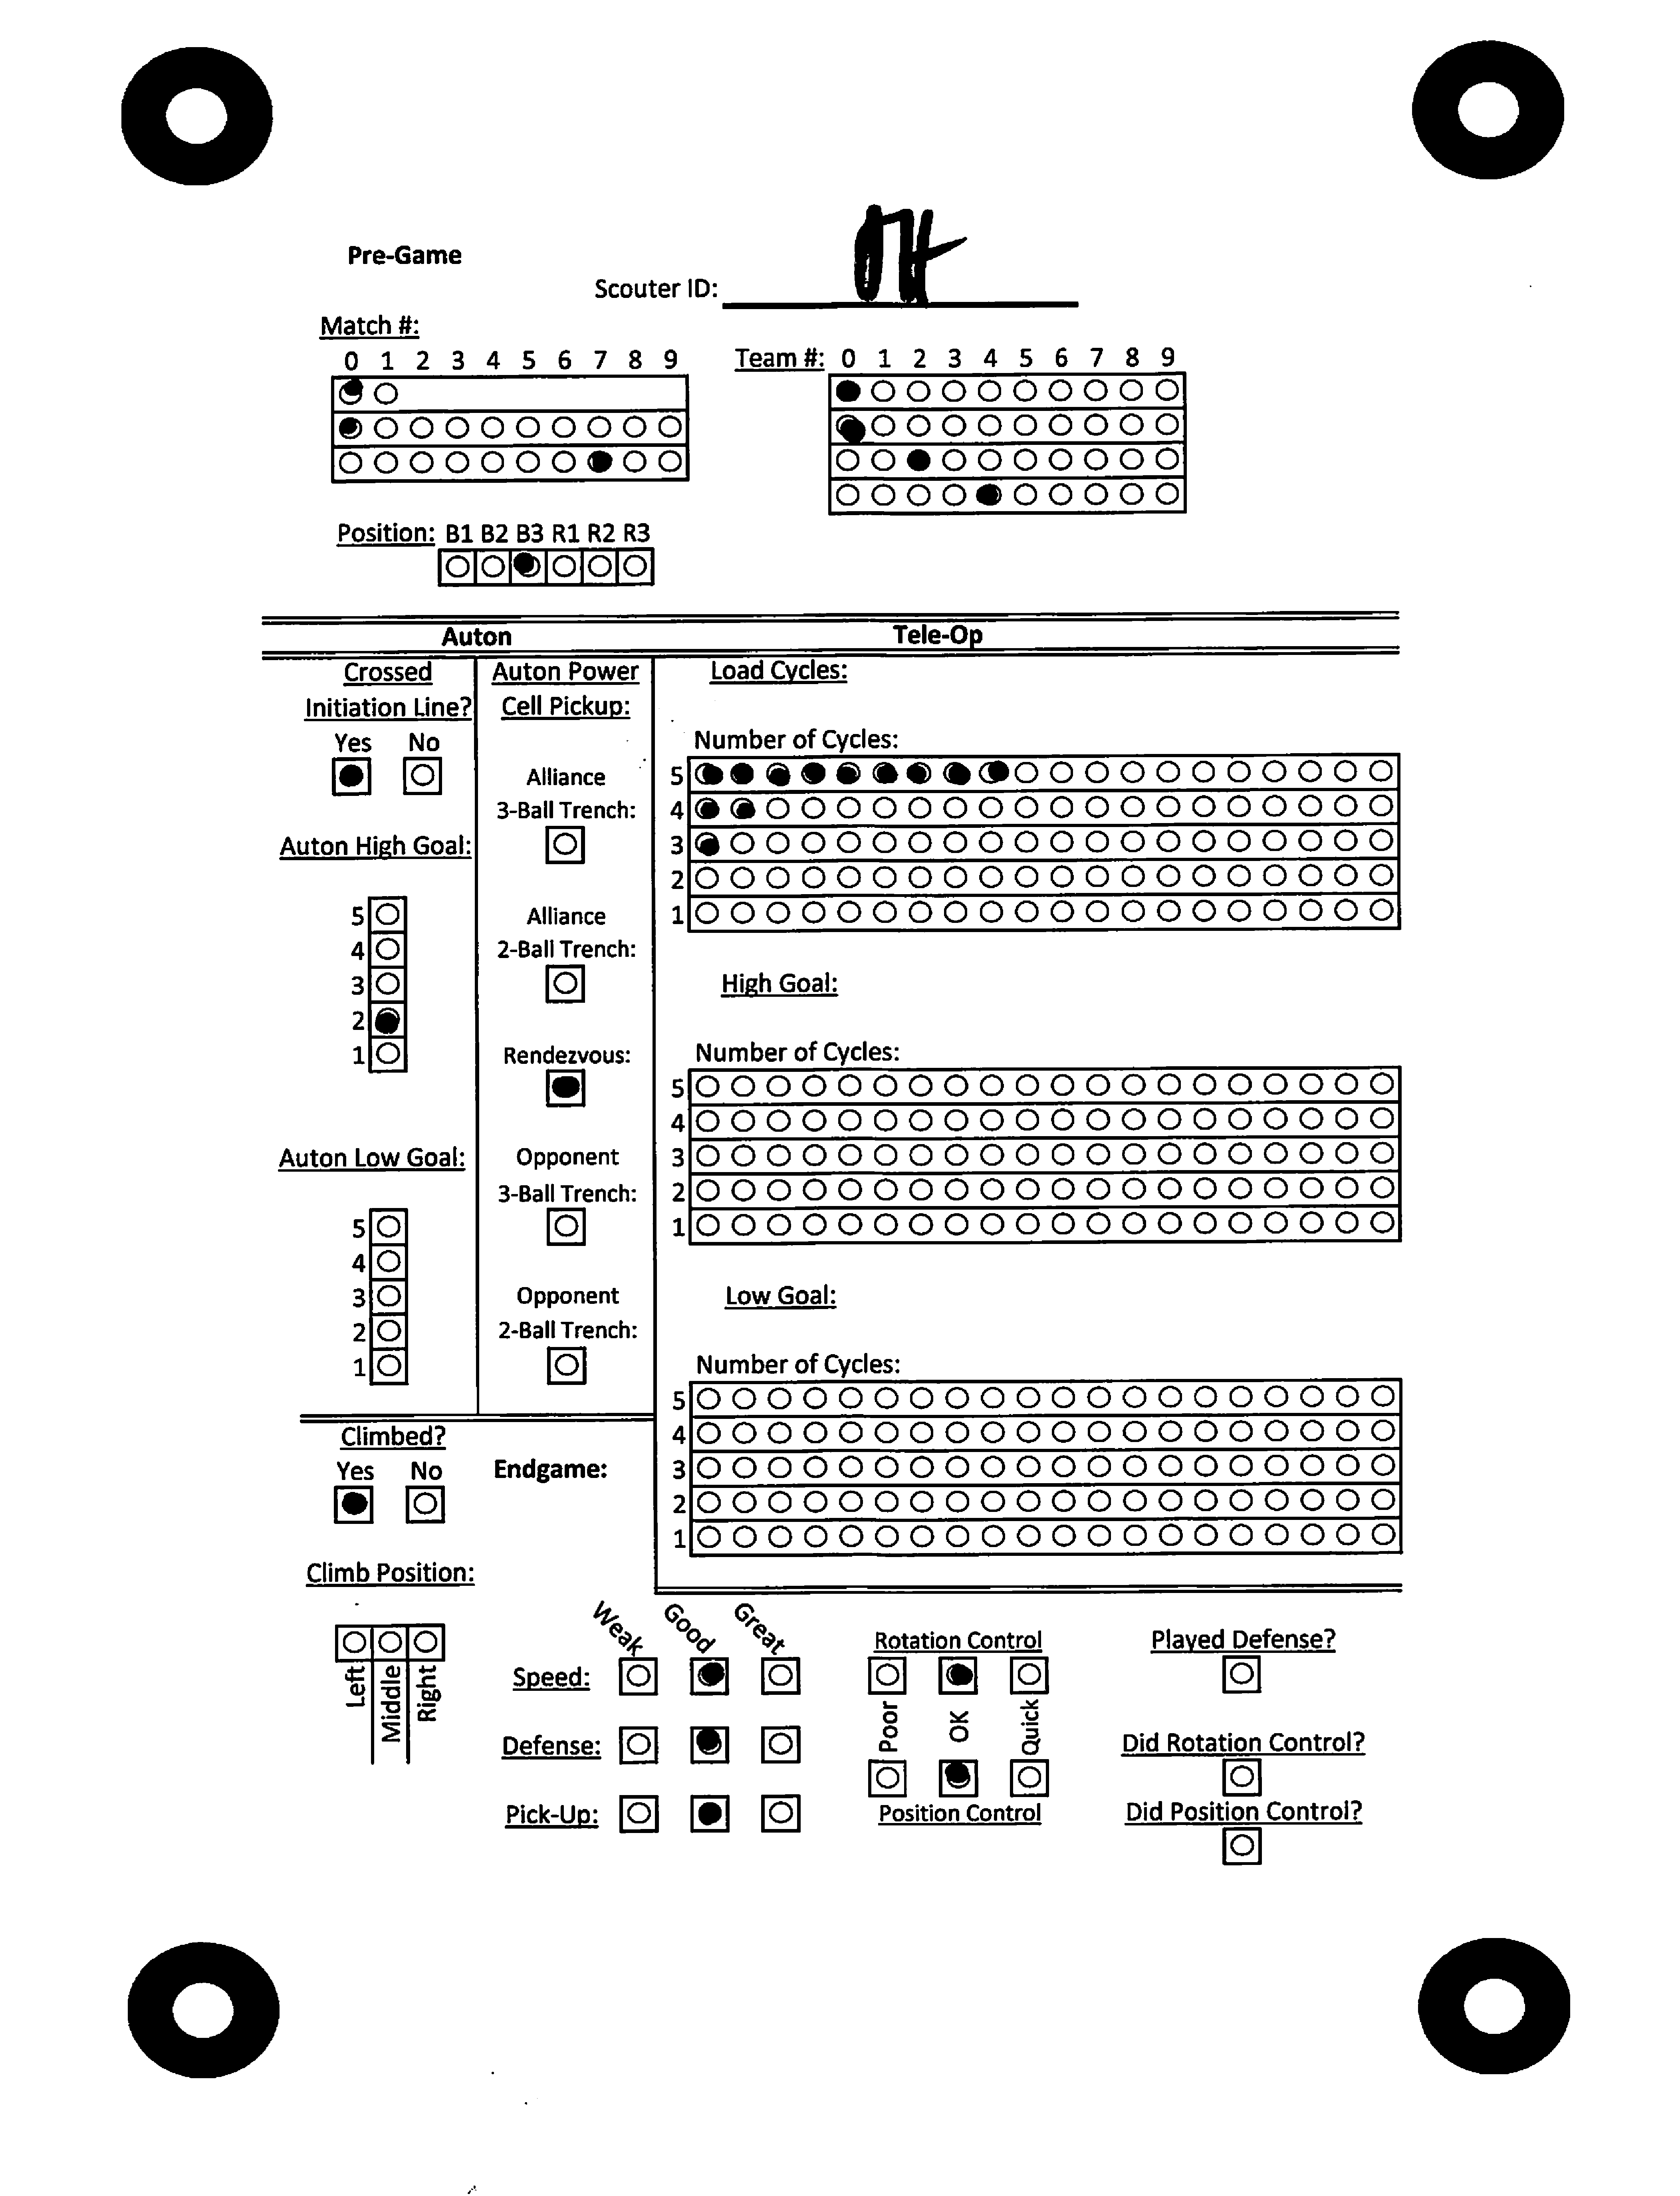 Pre-Game
Scouter ID:
Match #:
0 1 2 3 4 5 6 7 8 9
Team #: 0 1 2 3 4 5 6 7 8 9
Position: B1 B2 B3 R1 R2 R3
Auton
Tele-Op
Crossed
Initiation Line?
Yes No
Auton High Goal:
5
4
3
2
1
Auton Low Goal:
5
4
3
2
1
Auton Power
Cell Pickup:
Alliance
3-Ball Trench:
Alliance
2-Ball Trench:
Rendezvous:
Opponent
3-Ball Trench:
Opponent
2-Ball Trench:
Load Cycles:
Number of Cycles:
5
4
3
2
1
High Goal:
Number of Cycles:
5
4
3
2
1
Low Goal:
Number of Cycles:
5
4
3
2
1
Climbed?
Yes No
Endgame:
Climb Position:
Left
Middle
Right
Weak Good Great
Speed:
Defense:
Pick-Up:
Rotation Control
Poor OK Quick
Position Control
Played Defense?
Did Rotation Control?
Did Position Control?